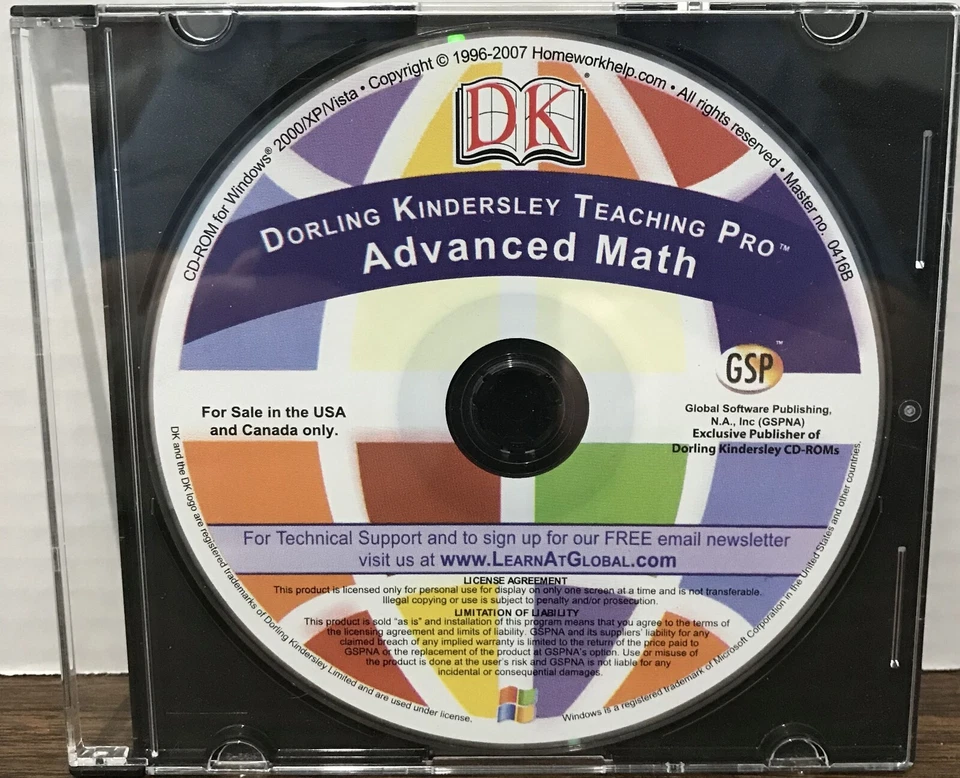 CD-ROM for Windows® 2000/XP/Vista • Copyright © 1996-2007 Homeworkhelp.com • All rights reserved • Master no. 0416B
DK®
DORLING KINDERSLEY TEACHING PRO™
Advanced Math
GSP™
For Sale in the USA
and Canada only.
Global Software Publishing,
N.A., Inc (GSPNA)
Exclusive Publisher of
Dorling Kindersley CD-ROMs
For Technical Support and to sign up for our FREE email newsletter
visit us at www.LEARNATGLOBAL.com
LICENSE AGREEMENT
This product is licensed only for personal use for display on only one screen at a time and is not transferable.
Illegal copying or use is subject to penalty and/or prosecution.
LIMITATION OF LIABILITY
This product is sold "as is" and installation of this program means that you agree to the terms of
the licensing agreement and limits of liability. GSPNA and its suppliers' liability for any
claimed breach of any implied warranty is limited to the return of the price paid to
GSPNA or the replacement of the product at GSPNA's option. Use or misuse of
the product is done at the user's risk and GSPNA is not liable for any
incidental or consequential damages.
DK and the DK logo are registered trademarks of Dorling Kindersley Limited and are used under license.
Windows is a registered trademark of Microsoft Corporation in the United States and other countries.